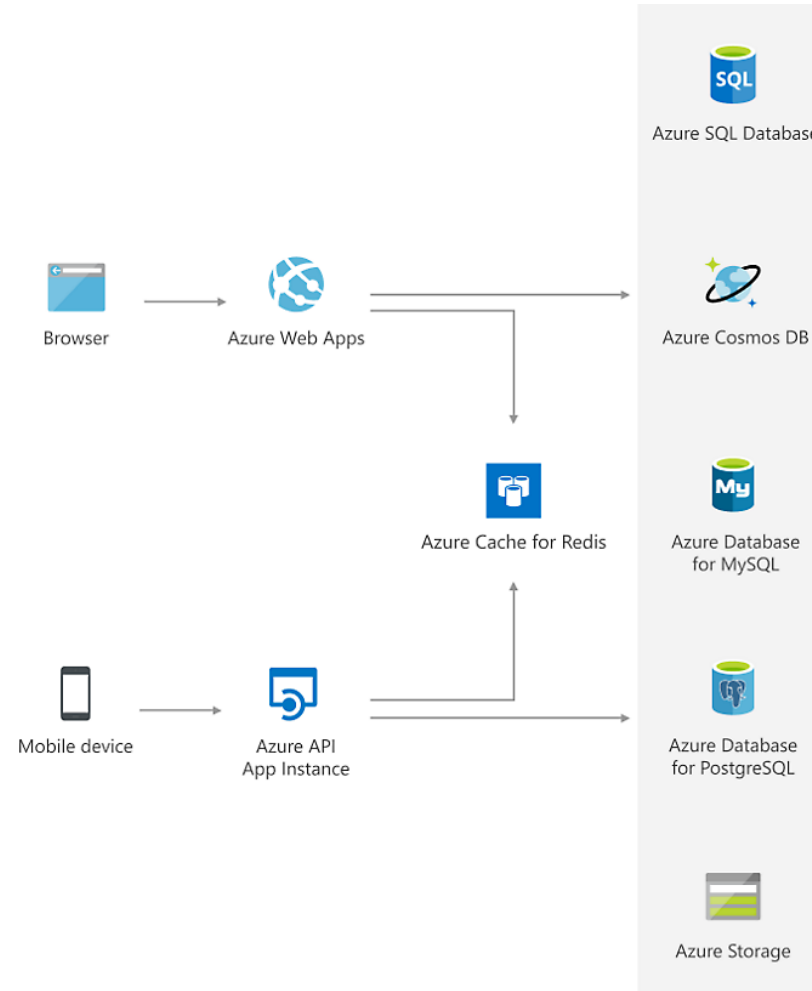 SQL
Azure SQL Database
Browser
Azure Web Apps
Azure Cosmos DB
My
Azure Cache for Redis
Azure Database
for MySQL
Mobile device
Azure API
App Instance
Azure Database
for PostgreSQL
Azure Storage